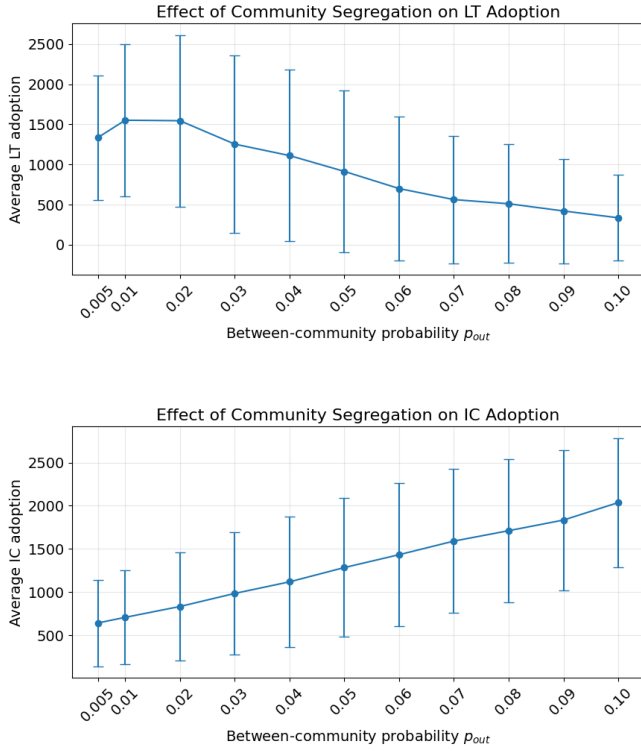 Effect of Community Segregation on LT Adoption
2500
2000
1500
1000
500
0
Average LT adoption
0.005 0.01 0.02 0.03 0.04 0.05 0.06 0.07 0.08 0.09 0.10
Between-community probability p_out
Effect of Community Segregation on IC Adoption
2500
2000
1500
1000
500
Average IC adoption
0.005 0.01 0.02 0.03 0.04 0.05 0.06 0.07 0.08 0.09 0.10
Between-community probability p_out